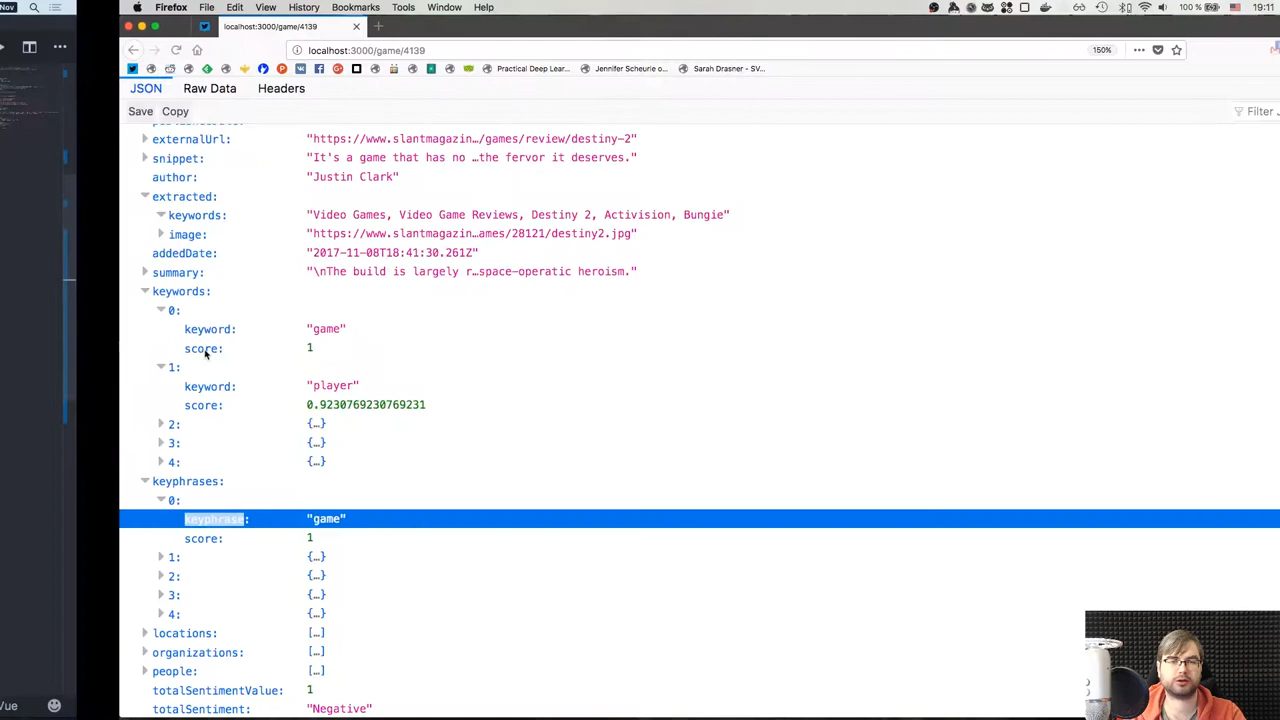 Nov
Firefox File Edit View History Bookmarks Tools Window Help
100 % 19:11
localhost:3000/game/4139
localhost:3000/game/4139 150%
Practical Deep Lear… Jennifer Scheurle o… Sarah Drasner - SV…
JSON Raw Data Headers
Save Copy Filter
externalUrl: "https://www.slantmagazin…/games/review/destiny-2"
snippet: "It's a game that has no …the fervor it deserves."
author: "Justin Clark"
extracted:
keywords: "Video Games, Video Game Reviews, Destiny 2, Activision, Bungie"
image: "https://www.slantmagazin…ames/28121/destiny2.jpg"
addedDate: "2017-11-08T18:41:30.261Z"
summary: "\nThe build is largely r…space-operatic heroism."
keywords:
0:
keyword: "game"
score: 1
1:
keyword: "player"
score: 0.9230769230769231
2: {…}
3: {…}
4: {…}
keyphrases:
0:
keyphrase: "game"
score: 1
1: {…}
2: {…}
3: {…}
4: {…}
locations: […]
organizations: […]
people: […]
totalSentimentValue: 1
totalSentiment: "Negative"
Vue